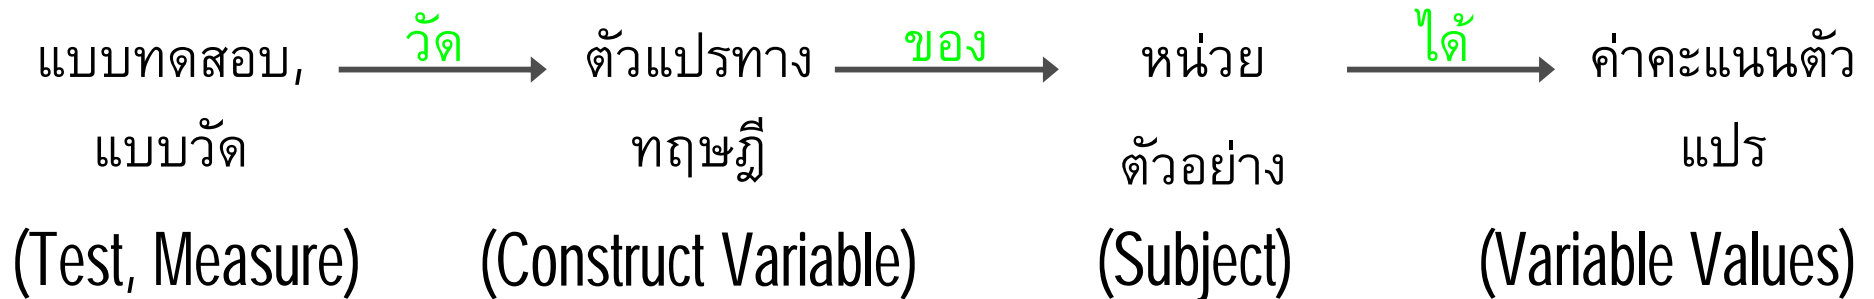 แบบทดสอบ, วัด ตัวแปรทาง ของ หน่วย ได้ ค่าคะแนนตัว
แบบวัด ทฤษฎี ตัวอย่าง แปร
(Test, Measure) (Construct Variable) (Subject) (Variable Values)